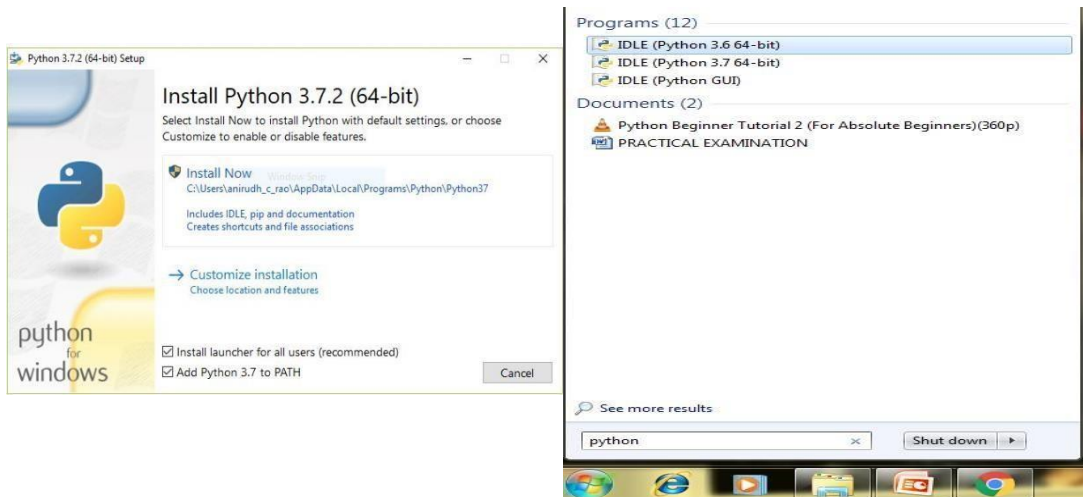 Python 3.7.2 (64-bit) Setup
Install Python 3.7.2 (64-bit)
Select Install Now to install Python with default settings, or choose
Customize to enable or disable features.
Install Now
Window Snip
C:\Users\anirudh_c_rao\AppData\Local\Programs\Python\Python37
Includes IDLE, pip and documentation
Creates shortcuts and file associations
Customize installation
Choose location and features
python
for
windows
Install launcher for all users (recommended)
Add Python 3.7 to PATH
Cancel
Programs (12)
IDLE (Python 3.6 64-bit)
IDLE (Python 3.7 64-bit)
IDLE (Python GUI)
Documents (2)
Python Beginner Tutorial 2 (For Absolute Beginners)(360p)
PRACTICAL EXAMINATION
See more results
python
Shut down